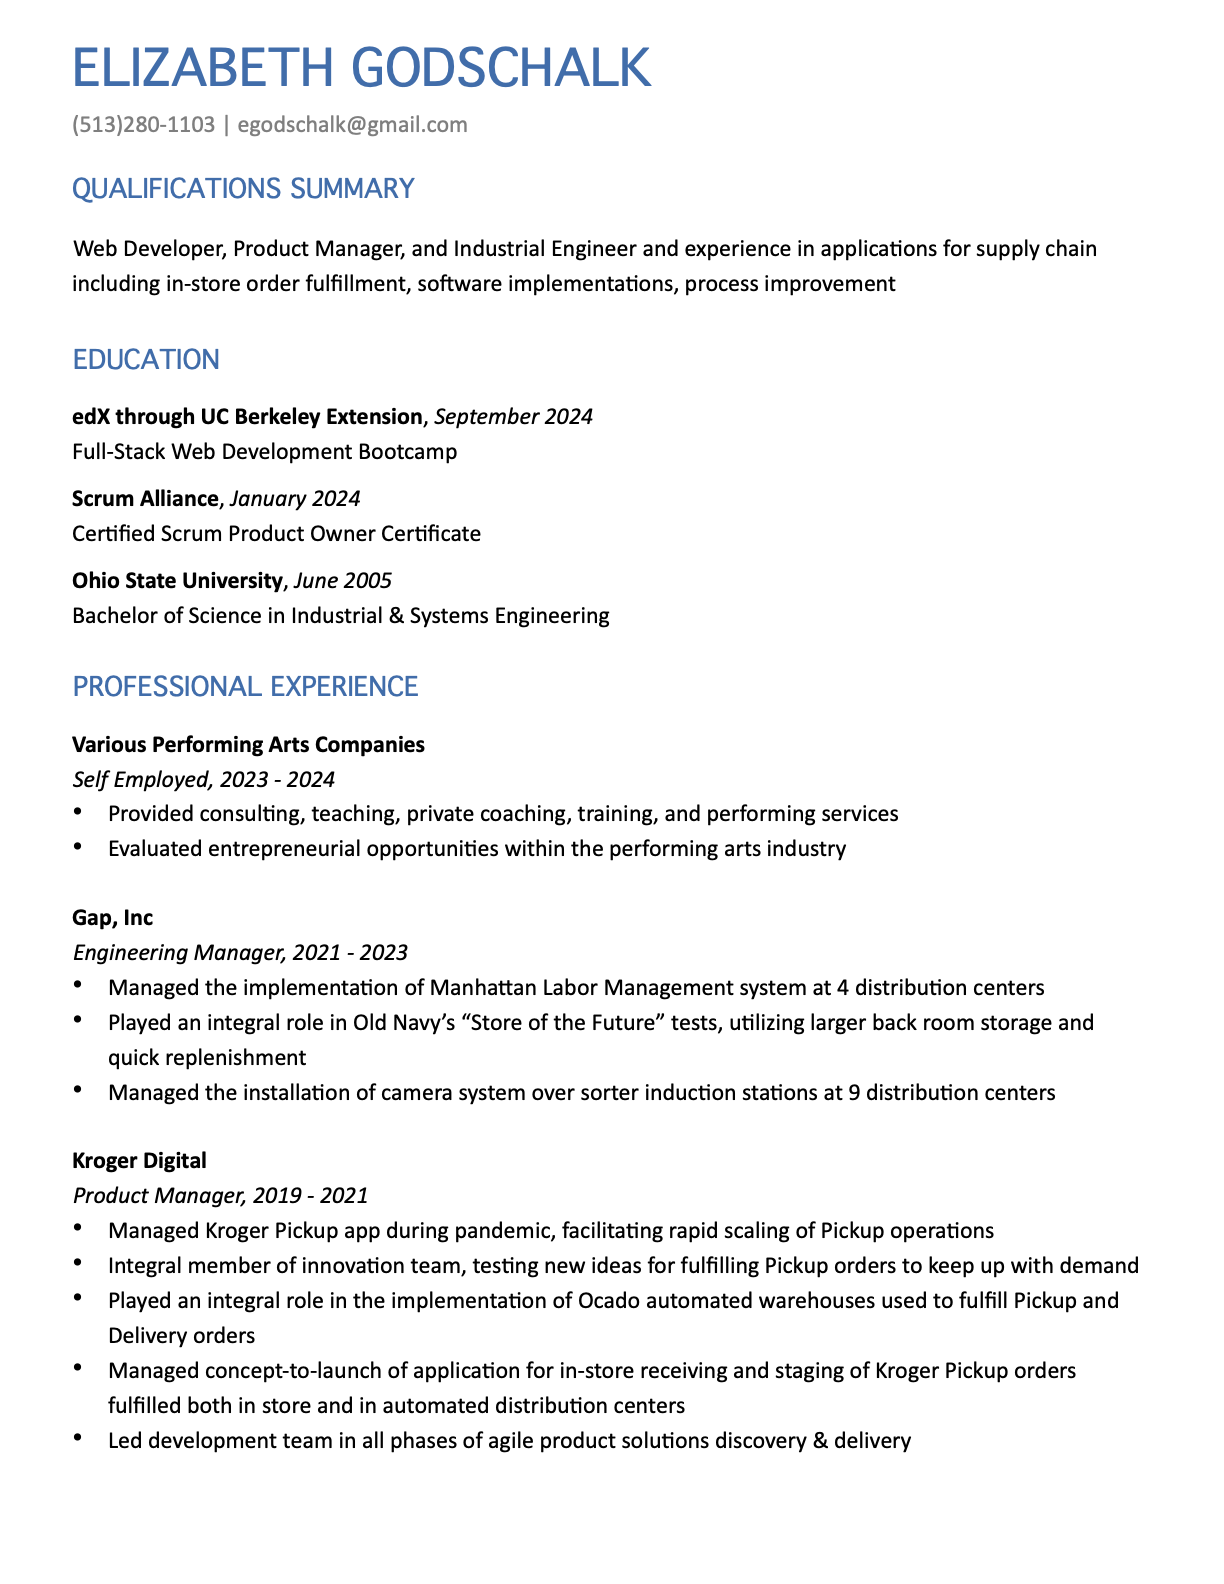 ELIZABETH GODSCHALK
(513)280-1103 | egodschalk@gmail.com
QUALIFICATIONS SUMMARY
Web Developer, Product Manager, and Industrial Engineer and experience in applications for supply chain
including in-store order fulfillment, software implementations, process improvement
EDUCATION
edX through UC Berkeley Extension, September 2024
Full-Stack Web Development Bootcamp
Scrum Alliance, January 2024
Certified Scrum Product Owner Certificate
Ohio State University, June 2005
Bachelor of Science in Industrial & Systems Engineering
PROFESSIONAL EXPERIENCE
Various Performing Arts Companies
Self Employed, 2023 - 2024
• Provided consulting, teaching, private coaching, training, and performing services
• Evaluated entrepreneurial opportunities within the performing arts industry
Gap, Inc
Engineering Manager, 2021 - 2023
• Managed the implementation of Manhattan Labor Management system at 4 distribution centers
• Played an integral role in Old Navy’s “Store of the Future” tests, utilizing larger back room storage and
quick replenishment
• Managed the installation of camera system over sorter induction stations at 9 distribution centers
Kroger Digital
Product Manager, 2019 - 2021
• Managed Kroger Pickup app during pandemic, facilitating rapid scaling of Pickup operations
• Integral member of innovation team, testing new ideas for fulfilling Pickup orders to keep up with demand
• Played an integral role in the implementation of Ocado automated warehouses used to fulfill Pickup and
Delivery orders
• Managed concept-to-launch of application for in-store receiving and staging of Kroger Pickup orders
fulfilled both in store and in automated distribution centers
• Led development team in all phases of agile product solutions discovery & delivery